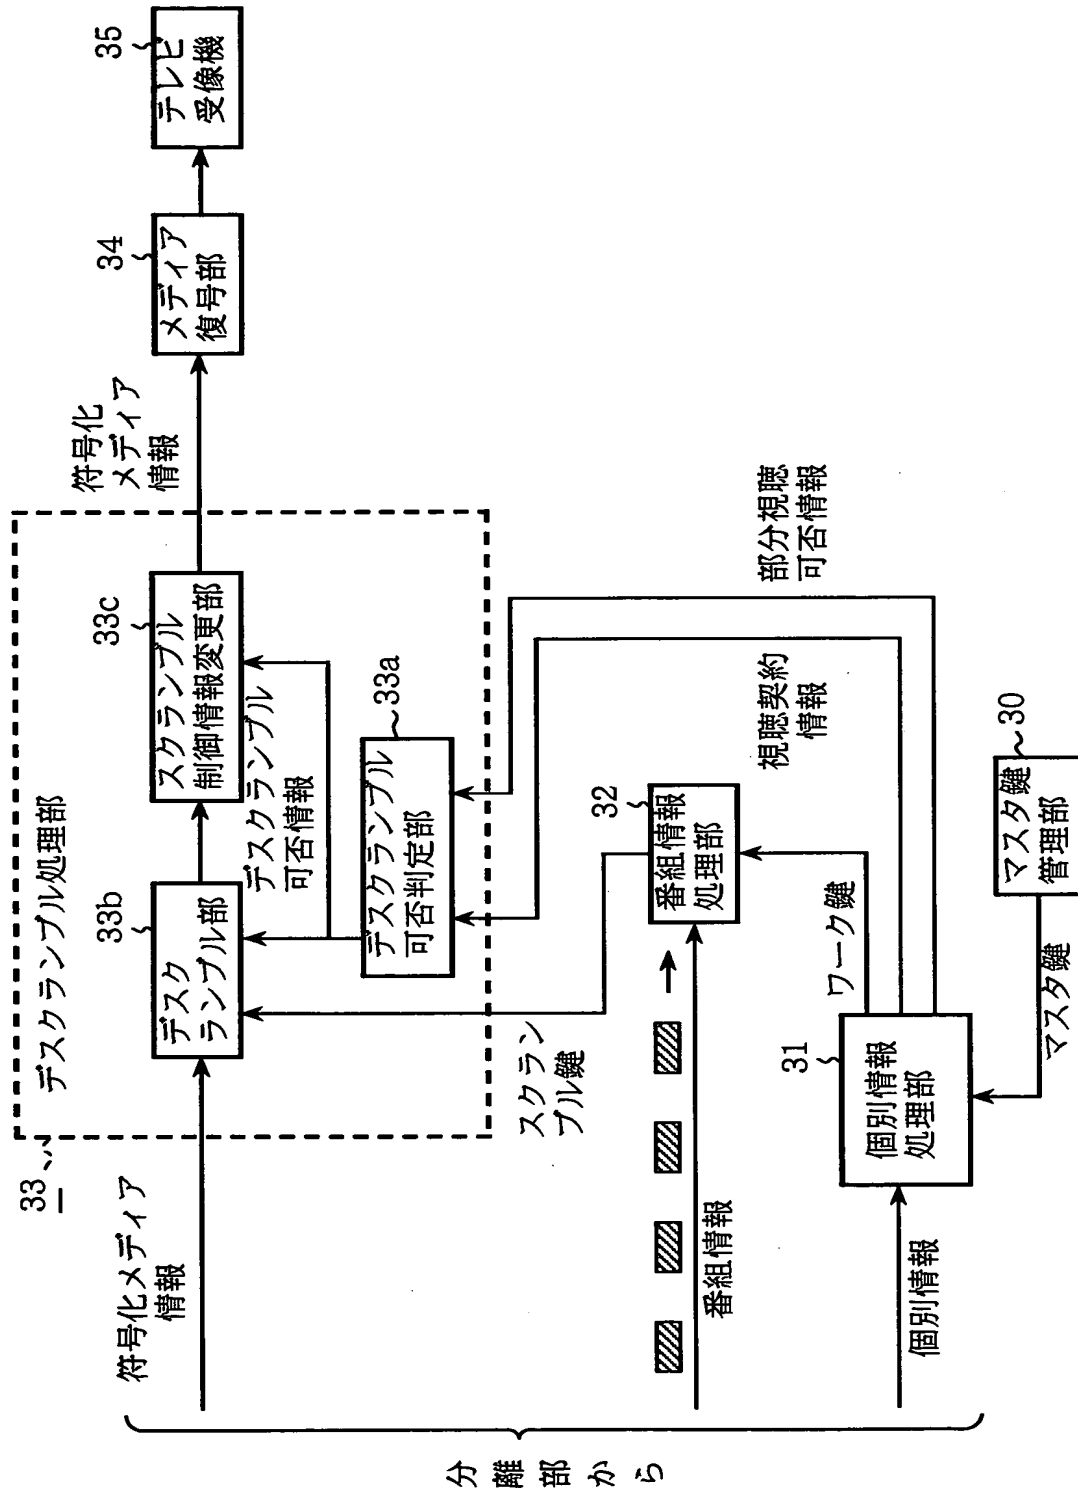 分離部から
符号化メディア
情報
33
デスクランブル処理部
33b
デスク
ランブル部
33c
スクランブル
制御情報変更部
デスクランブル
可否情報
33a
デスクランブル
可否判定部
符号化
メディア
情報
34
メディア
復号部
35
テレビ
受像機
スクラン
ブル鍵
番組情報
32
番組情報
処理部
視聴契約
情報
部分視聴
可否情報
個別情報
31
個別情報
処理部
ワーク鍵
マスタ鍵
30
マスタ鍵
管理部